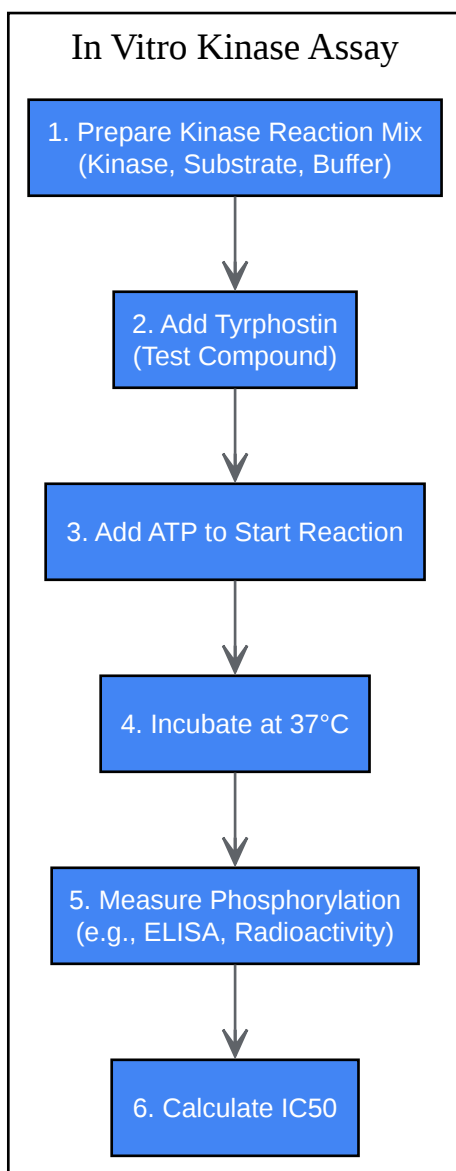 In Vitro Kinase Assay
1. Prepare Kinase Reaction Mix
(Kinase, Substrate, Buffer)
2. Add Tyrphostin
(Test Compound)
3. Add ATP to Start Reaction
4. Incubate at 37°C
5. Measure Phosphorylation
(e.g., ELISA, Radioactivity)
6. Calculate IC50